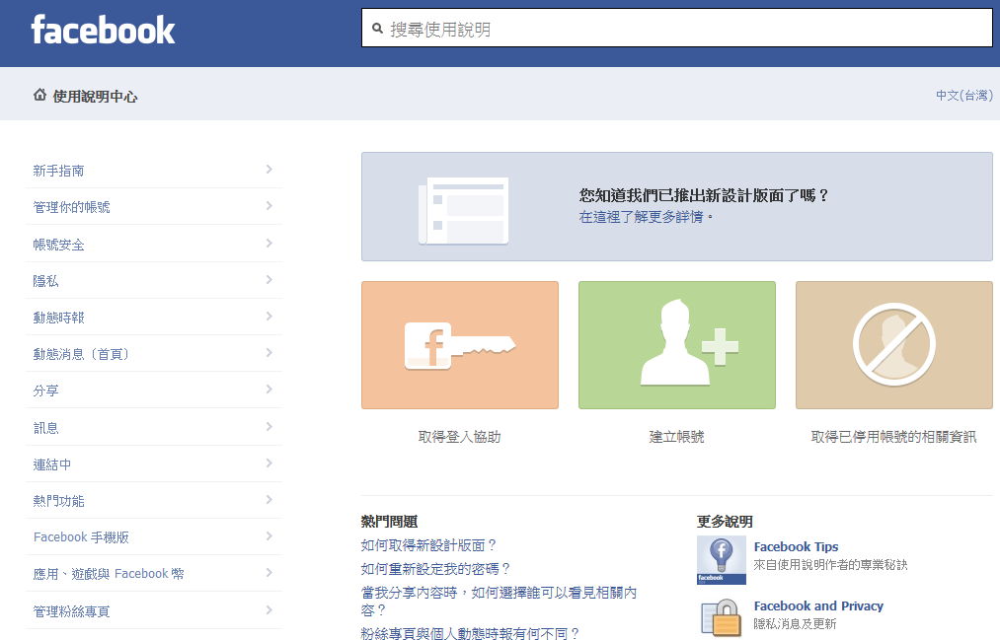 facebook
搜尋使用說明
使用說明中心
中文(台灣)
新手指南
管理你的帳號
帳號安全
隱私
動態時報
動態消息〔首頁〕
分享
訊息
連結中
熱門功能
Facebook 手機版
應用、遊戲與 Facebook 幣
管理粉絲專頁
您知道我們已推出新設計版面了嗎？
在這裡了解更多詳情。
取得登入協助
建立帳號
取得已停用帳號的相關資訊
熱門問題
如何取得新設計版面？
如何重新設定我的密碼？
當我分享內容時，如何選擇誰可以看見相關內
容？
粉絲專頁與個人動態時報有何不同？
更多說明
facebook
Facebook Tips
來自使用說明作者的專業秘訣
Facebook and Privacy
隱私消息及更新